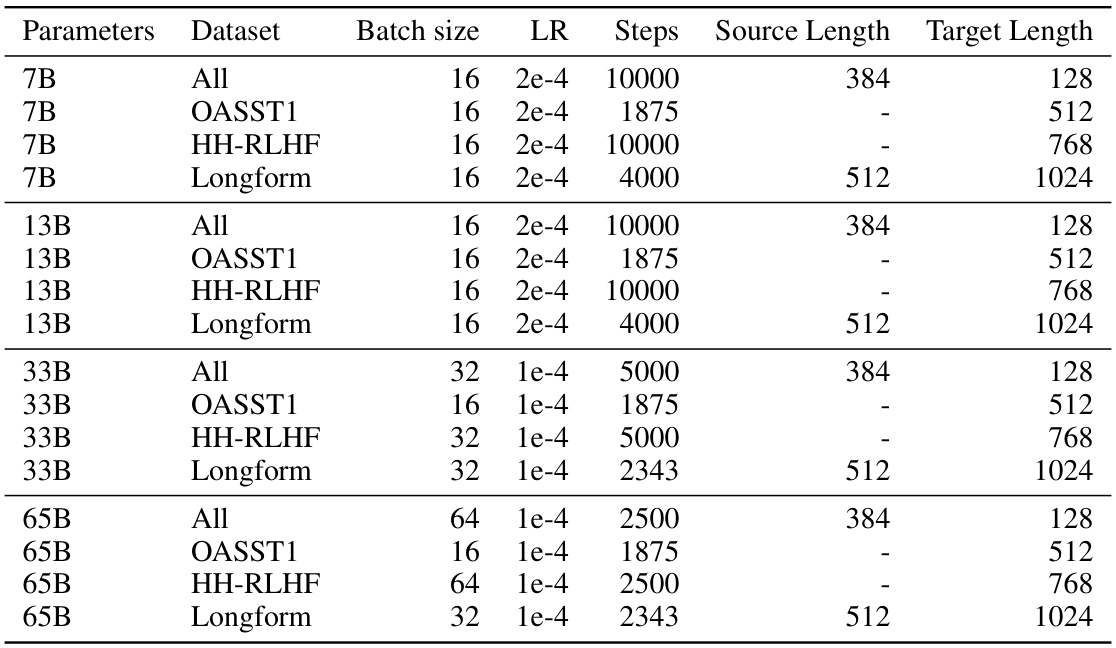 Parameters Dataset Batch size LR Steps Source Length Target Length
7B All 16 2e-4 10000 384 128
7B OASST1 16 2e-4 1875 - 512
7B HH-RLHF 16 2e-4 10000 - 768
7B Longform 16 2e-4 4000 512 1024
13B All 16 2e-4 10000 384 128
13B OASST1 16 2e-4 1875 - 512
13B HH-RLHF 16 2e-4 10000 - 768
13B Longform 16 2e-4 4000 512 1024
33B All 32 1e-4 5000 384 128
33B OASST1 16 1e-4 1875 - 512
33B HH-RLHF 32 1e-4 5000 - 768
33B Longform 32 1e-4 2343 512 1024
65B All 64 1e-4 2500 384 128
65B OASST1 16 1e-4 1875 - 512
65B HH-RLHF 64 1e-4 2500 - 768
65B Longform 32 1e-4 2343 512 1024